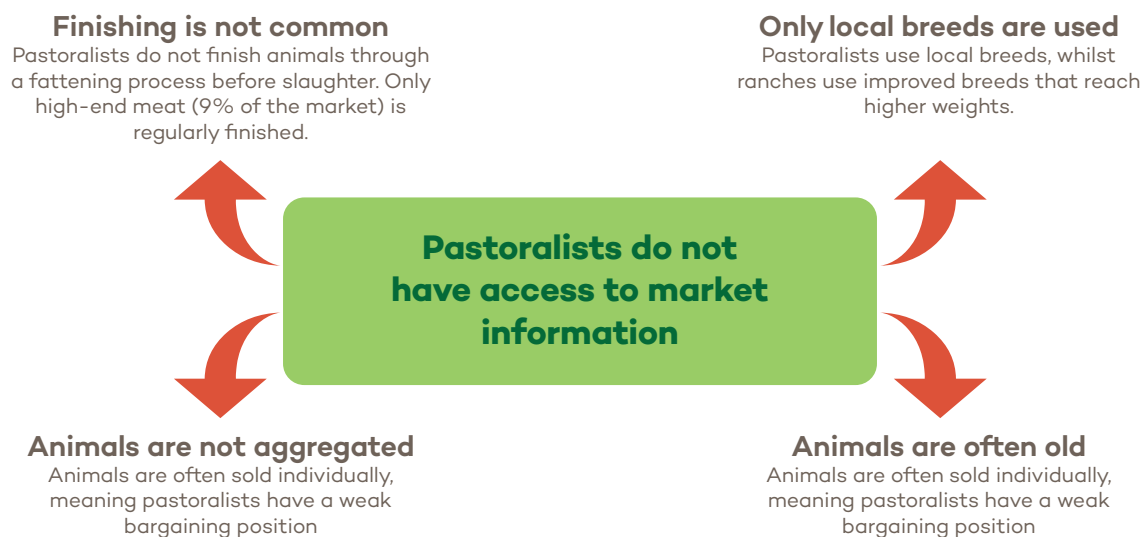 Finishing is not common
Pastoralists do not finish animals through
a fattening process before slaughter. Only
high-end meat (9% of the market) is
regularly finished.
Only local breeds are used
Pastoralists use local breeds, whilst
ranches use improved breeds that reach
higher weights.
Pastoralists do not
have access to market
information
Animals are not aggregated
Animals are often sold individually,
meaning pastoralists have a weak
bargaining position
Animals are often old
Animals are often sold individually,
meaning pastoralists have a weak
bargaining position